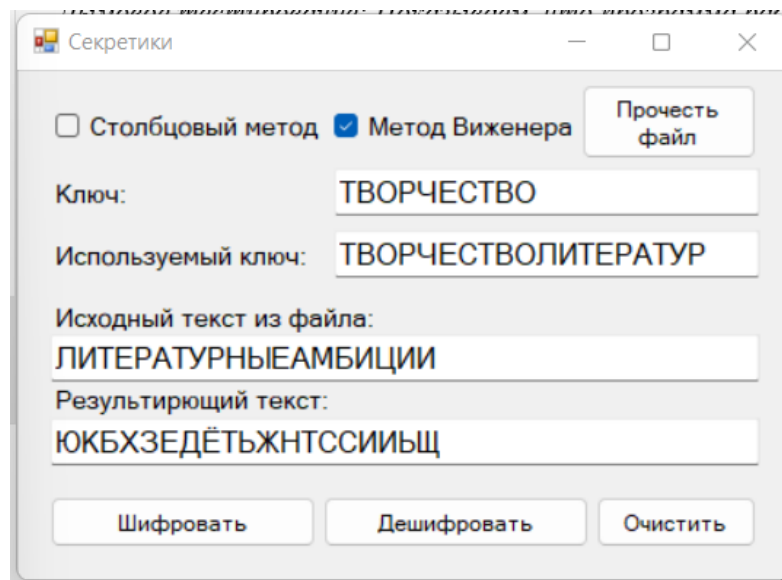 Секретики
Столбцовый метод
Метод Виженера
Прочесть
файл
Ключ:
ТВОРЧЕСТВО
Используемый ключ:
ТВОРЧЕСТВОЛИТЕРАТУР
Исходный текст из файла:
ЛИТЕРАТУРНЫЕАМБИЦИИ
Результирющий текст:
ЮКБХЗЕДЁТЬЖНТССИИЬЩ
Шифровать
Дешифровать
Очистить